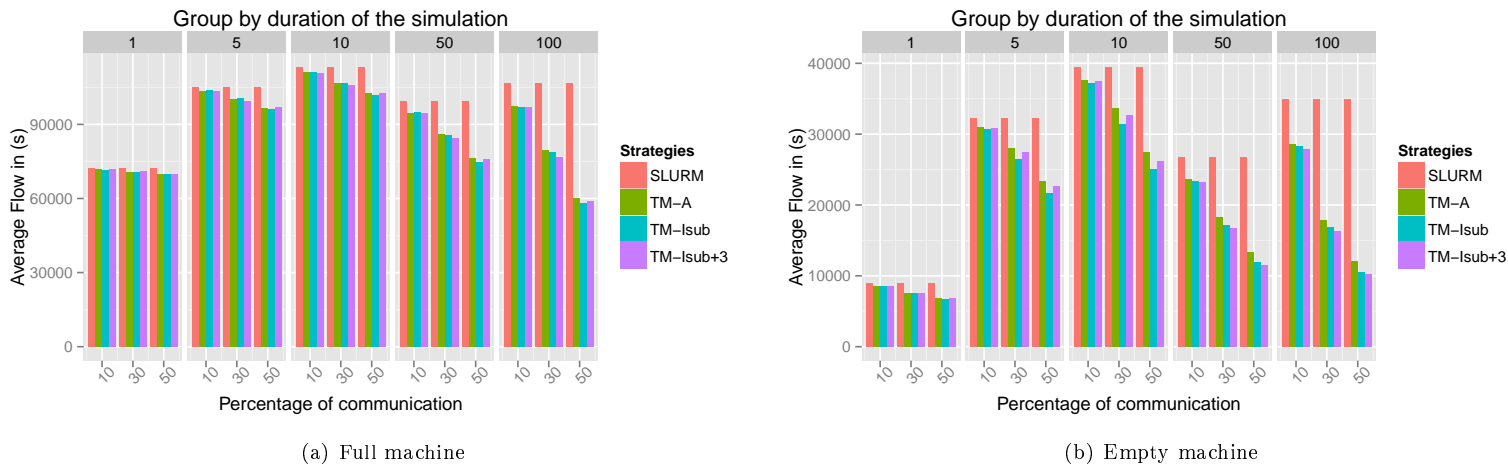 Group by duration of the simulation
1 5 10 50 100
Average Flow in (s)
90000
60000
30000
0
10 30 50 10 30 50 10 30 50 10 30 50 10 30 50
Percentage of communication
Strategies
SLURM
TM−A
TM−Isub
TM−Isub+3
(a) Full machine
Group by duration of the simulation
1 5 10 50 100
Average Flow in (s)
40000
30000
20000
10000
0
10 30 50 10 30 50 10 30 50 10 30 50 10 30 50
Percentage of communication
Strategies
SLURM
TM−A
TM−Isub
TM−Isub+3
(b) Empty machine